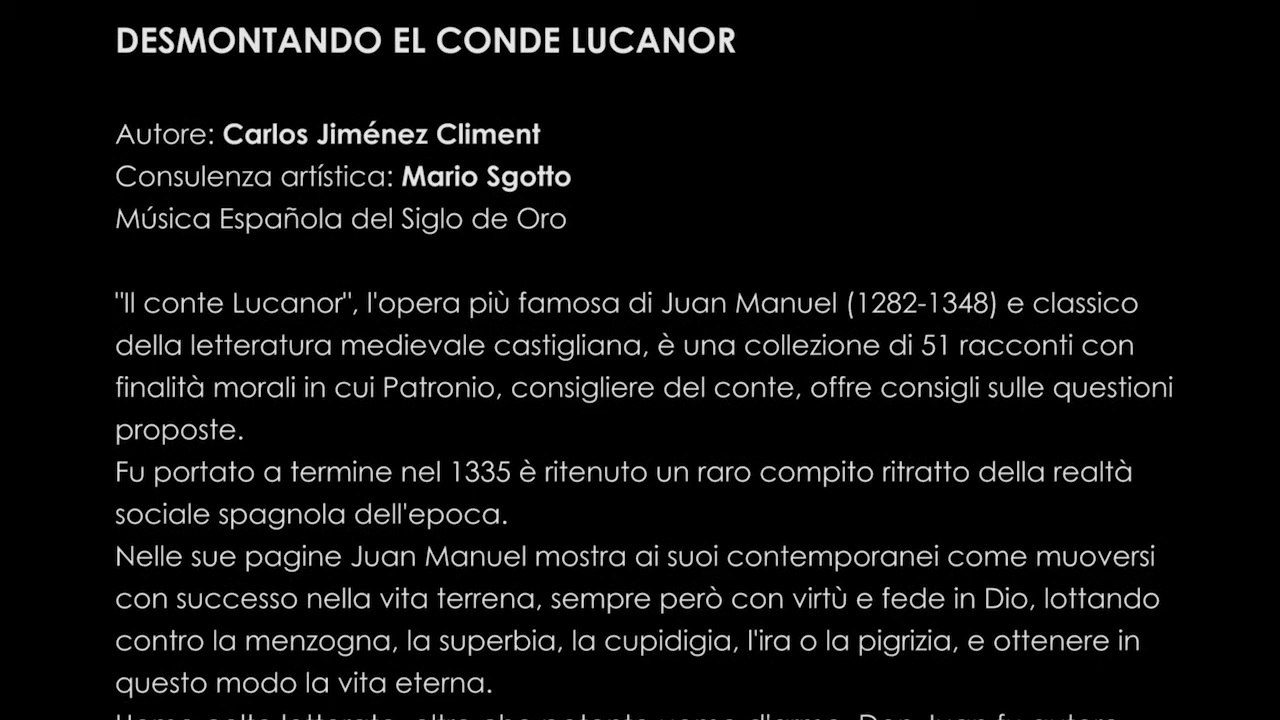 DESMONTANDO EL CONDE LUCANOR
Autore: Carlos Jiménez Climent
Consulenza artística: Mario Sgotto
Música Española del Siglo de Oro
"Il conte Lucanor", l'opera più famosa di Juan Manuel (1282-1348) e classico
della letteratura medievale castigliana, è una collezione di 51 racconti con
finalità morali in cui Patronio, consigliere del conte, offre consigli sulle questioni
proposte.
Fu portato a termine nel 1335 è ritenuto un raro compito ritratto della realtà
sociale spagnola dell'epoca.
Nelle sue pagine Juan Manuel mostra ai suoi contemporanei come muoversi
con successo nella vita terrena, sempre però con virtù e fede in Dio, lottando
contro la menzogna, la superbia, la cupidigia, l'ira o la pigrizia, e ottenere in
questo modo la vita eterna.